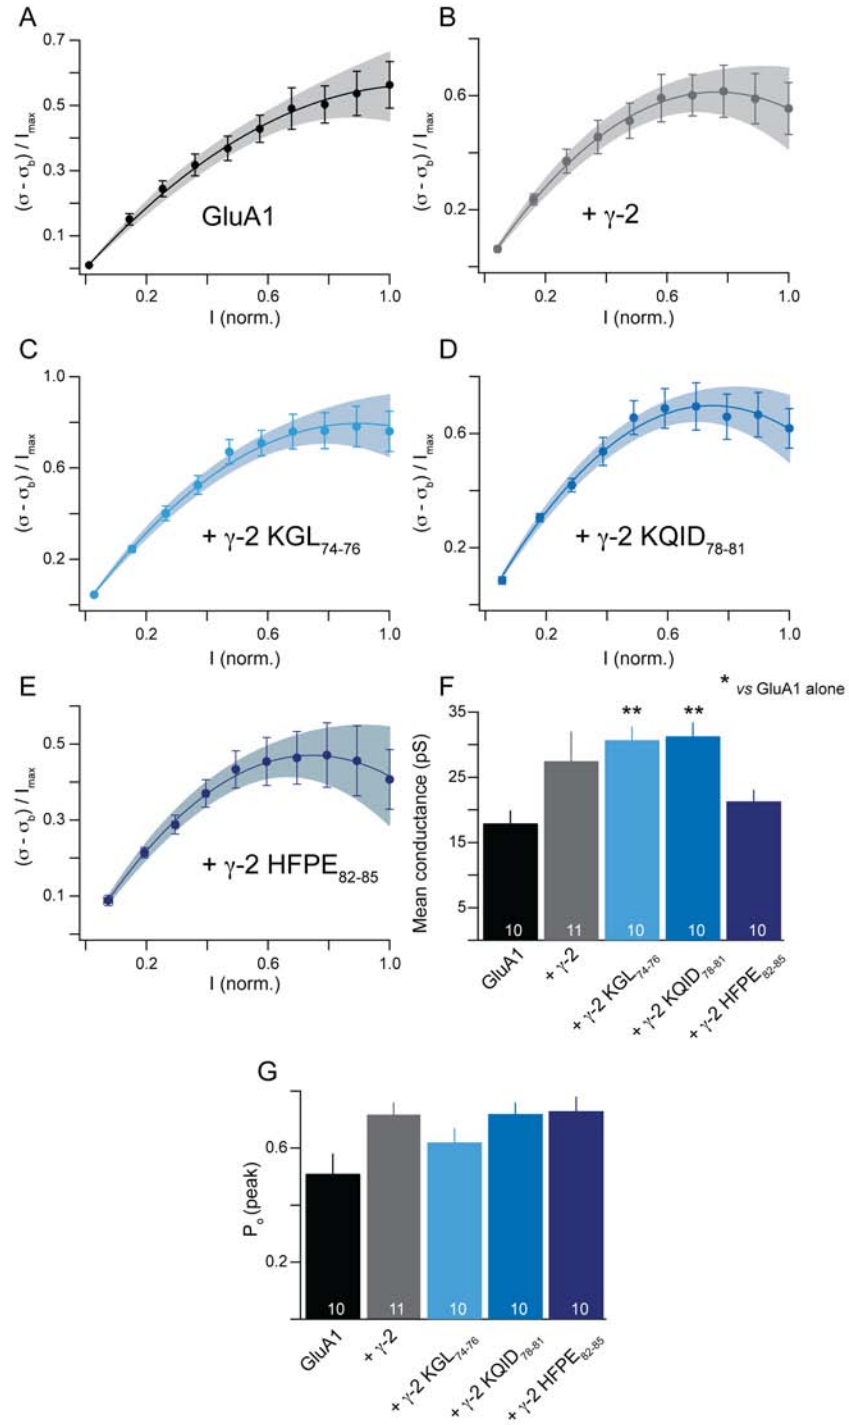 A
0.7
0.5
0.3
0.1
(σ - σb) / Imax
GluA1
0.2 0.6 1.0
I (norm.)
B
0.6
0.2
(σ - σb) / Imax
+ γ-2
0.2 0.6 1.0
I (norm.)
C
1.0
0.6
0.2
(σ - σb) / Imax
+ γ-2 KGL74-76
0.2 0.6 1.0
I (norm.)
D
0.6
0.2
(σ - σb) / Imax
+ γ-2 KQID78-81
0.2 0.6 1.0
I (norm.)
E
0.5
0.3
0.1
(σ - σb) / Imax
+ γ-2 HFPE82-85
0.2 0.6 1.0
I (norm.)
F
* vs GluA1 alone
35
25
15
5
Mean conductance (pS)
** **
10 11 10 10 10
GluA1
+ γ-2
+ γ-2 KGL74-76
+ γ-2 KQID78-81
+ γ-2 HFPE82-85
G
0.6
0.2
Po (peak)
10 11 10 10 10
GluA1
+ γ-2
+ γ-2 KGL74-76
+ γ-2 KQID78-81
+ γ-2 HFPE82-85